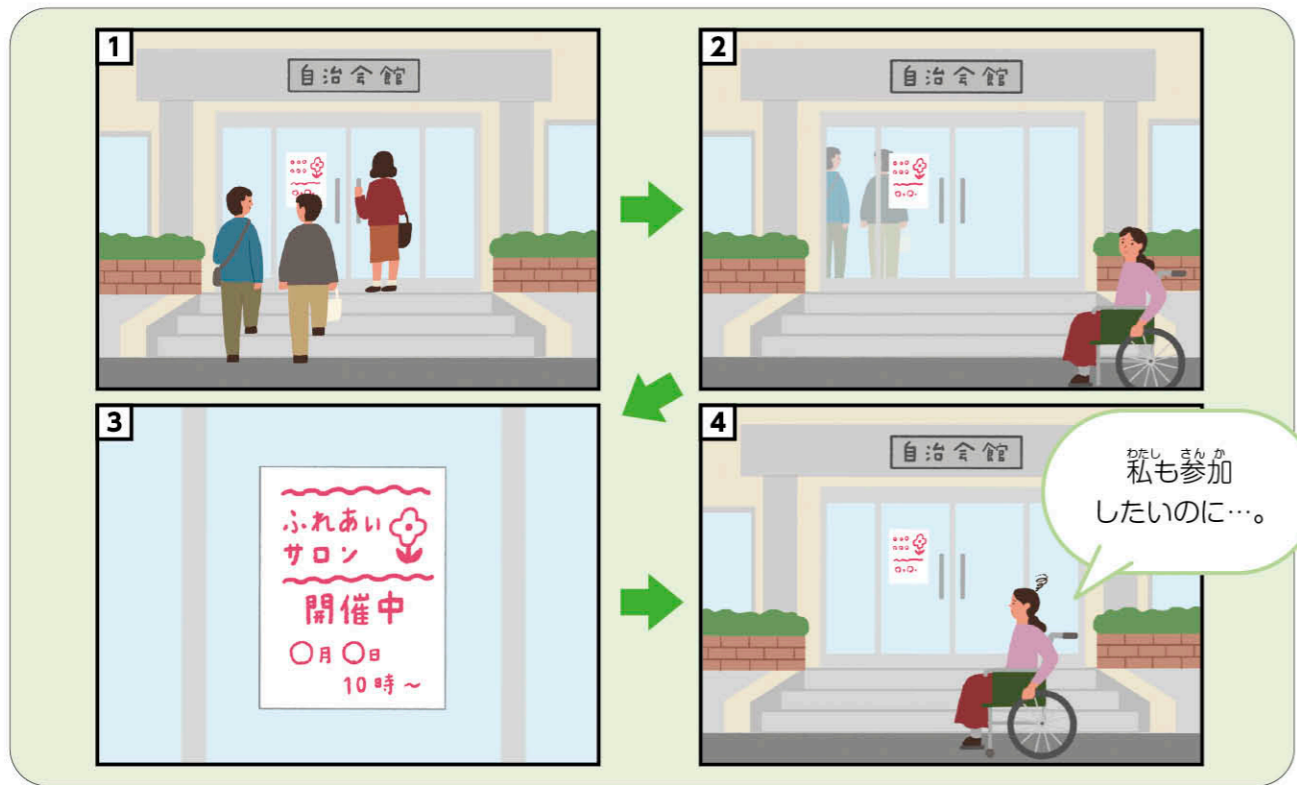 1
自治会館
2
自治会館
3
ふれあい
サロン
開催中
〇月〇日
10時～
4
自治会館
私も参加
したいのに…。
わたし さんか